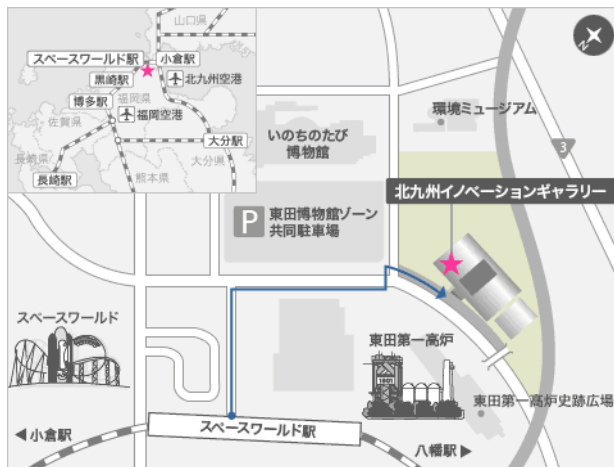 山口県
スペースワールド駅
小倉駅
黒崎駅
北九州空港
博多駅
福岡県
福岡空港
佐賀県
大分駅
長崎県
大分県
長崎駅
熊本県
N
環境ミュージアム
いのちのたび
博物館
3
北九州イノベーションギャラリー
P
東田博物館ゾーン
共同駐車場
スペースワールド
東田第一高炉
1901
東田第一高炉史跡広場
スペースワールド駅
◀小倉駅
八幡駅▶